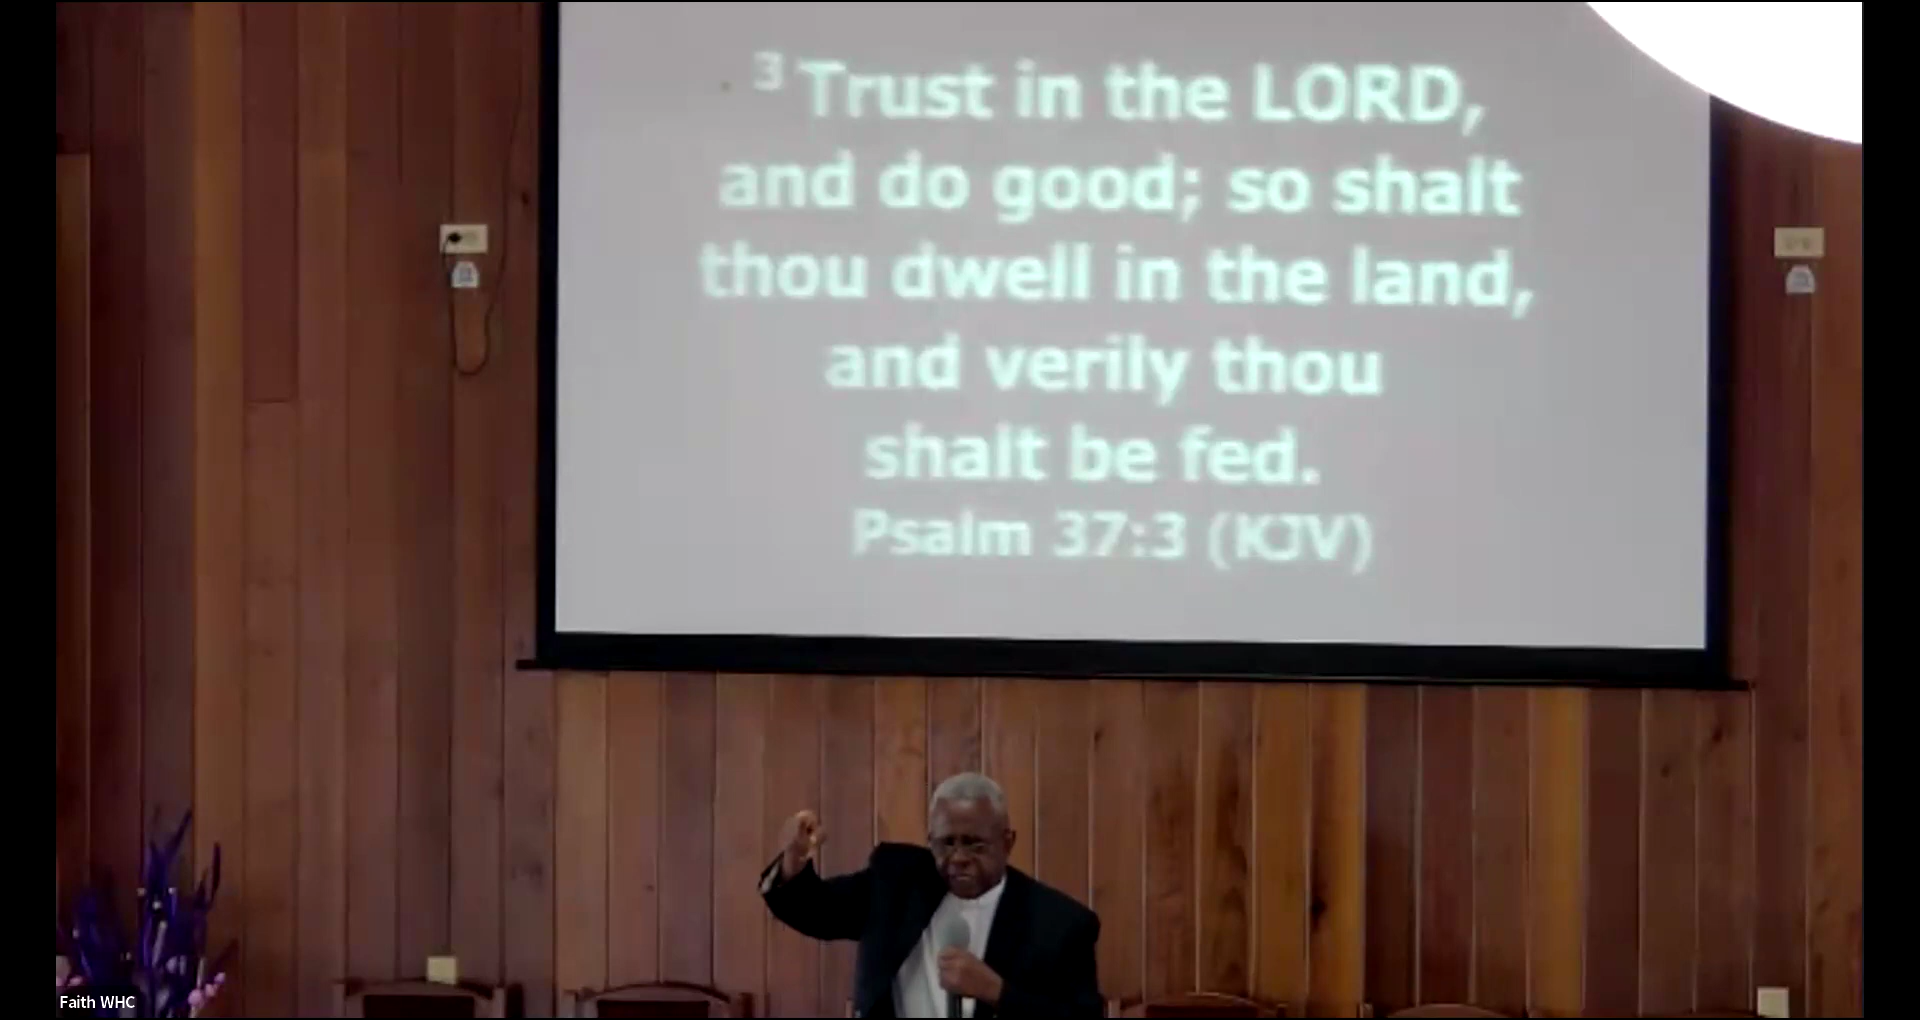 3 Trust in the LORD,
and do good; so shalt
thou dwell in the land,
and verily thou
shalt be fed.
Psalm 37:3 (KJV)
Faith WHC